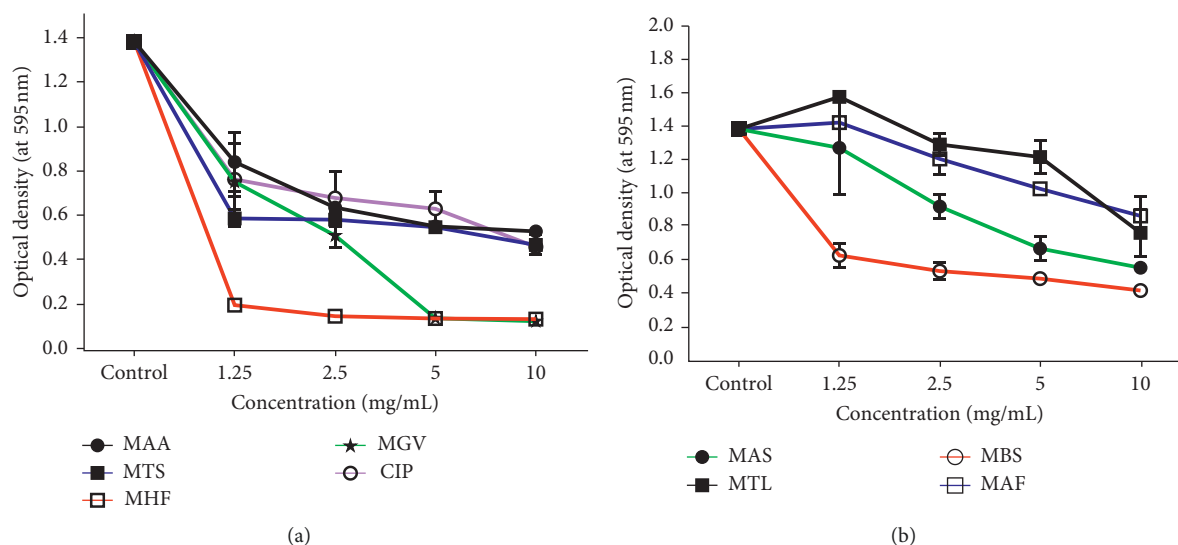 Optical density (at 595 nm)
1.4
1.2
1.0
0.8
0.6
0.4
0.2
0.0
Control 1.25 2.5 5 10
Concentration (mg/mL)
MAA MGV
MTS CIP
MHF
(a)
Optical density (at 595 nm)
2.0
1.8
1.6
1.4
1.2
1.0
0.8
0.6
0.4
0.2
0.0
Control 1.25 2.5 5 10
Concentration (mg/mL)
MAS MBS
MTL MAF
(b)